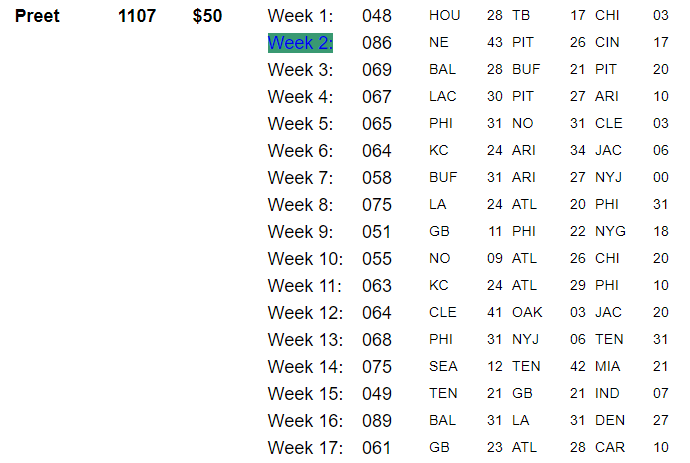 Preet 1107 $50 Week 1: 048 HOU 28 TB 17 CHI 03
Week 2: 086 NE 43 PIT 26 CIN 17
Week 3: 069 BAL 28 BUF 21 PIT 20
Week 4: 067 LAC 30 PIT 27 ARI 10
Week 5: 065 PHI 31 NO 31 CLE 03
Week 6: 064 KC 24 ARI 34 JAC 06
Week 7: 058 BUF 31 ARI 27 NYJ 00
Week 8: 075 LA 24 ATL 20 PHI 31
Week 9: 051 GB 11 PHI 22 NYG 18
Week 10: 055 NO 09 ATL 26 CHI 20
Week 11: 063 KC 24 ATL 29 PHI 10
Week 12: 064 CLE 41 OAK 03 JAC 20
Week 13: 068 PHI 31 NYJ 06 TEN 31
Week 14: 075 SEA 12 TEN 42 MIA 21
Week 15: 049 TEN 21 GB 21 IND 07
Week 16: 089 BAL 31 LA 31 DEN 27
Week 17: 061 GB 23 ATL 28 CAR 10